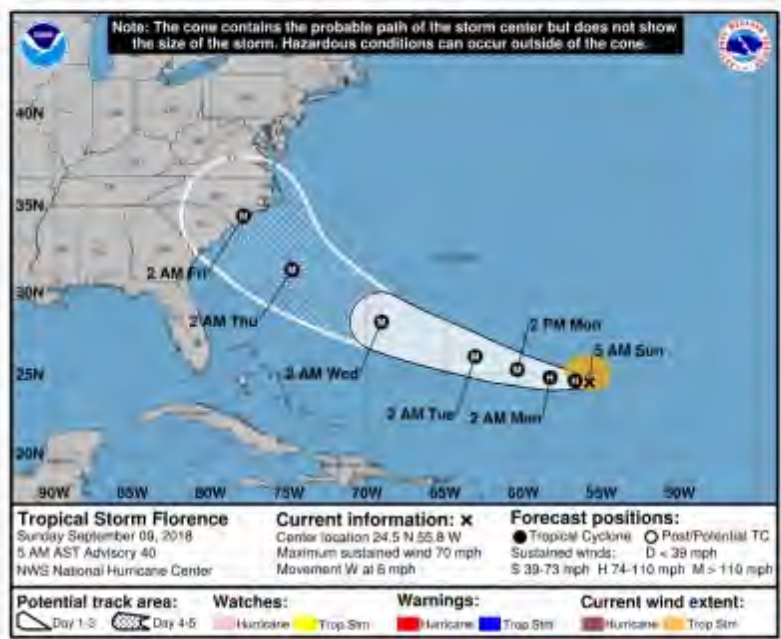 Note: The cone contains the probable path of the storm center but does not show
the size of the storm. Hazardous conditions can occur outside of the cone.
40N
35N
30N
25N
20N
2 AM Fri
2 AM Thu
2 AM Wed
2 AM Tue
2 AM Mon
2 PM Mon
5 AM Sun
M
M
M
M
M
M
M
90W 85W 80W 75W 70W 65W 60W 55W 50W
Tropical Storm Florence
Sunday September 09, 2018
5 AM AST Advisory 40
NWS National Hurricane Center
Current information: x
Center location 24.5 N 55.8 W
Maximum sustained wind 70 mph
Movement W at 6 mph
Forecast positions:
Tropical Cyclone Post/Potential TC
Sustained winds: D < 39 mph
S 39-73 mph H 74-110 mph M > 110 mph
Potential track area:
Day 1-3 Day 4-5
Watches:
Hurricane Trop Stm
Warnings:
Hurricane Trop Stm
Current wind extent:
Hurricane Trop Stm